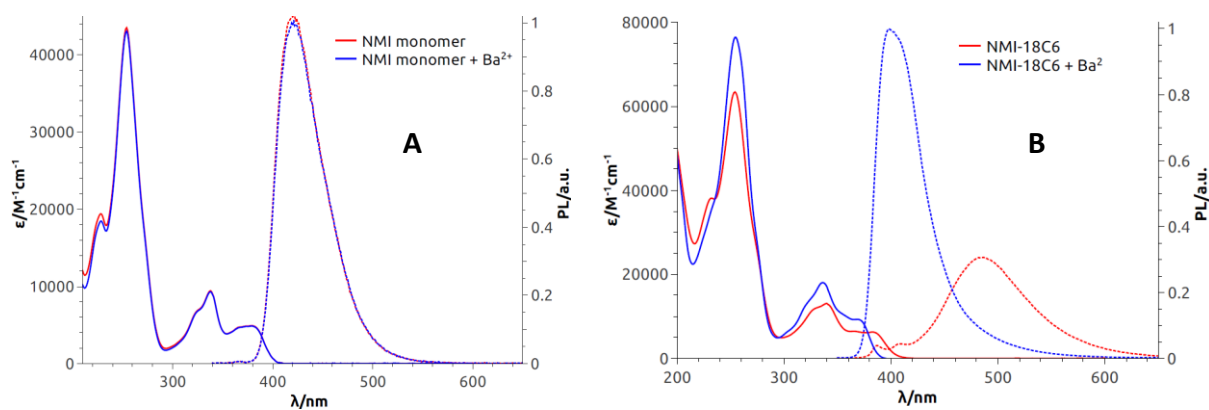 NMI monomer
NMI monomer + Ba²⁺
A
ε/M⁻¹cm⁻¹
40000
30000
20000
10000
0
300
400
500
600
λ/nm
1
0.8
0.6
0.4
0.2
0
PL/a.u.
NMI-18C6
NMI-18C6 + Ba²
B
ε/M⁻¹cm⁻¹
80000
60000
40000
20000
0
200
300
400
500
600
λ/nm
1
0.8
0.6
0.4
0.2
0
PL/a.u.